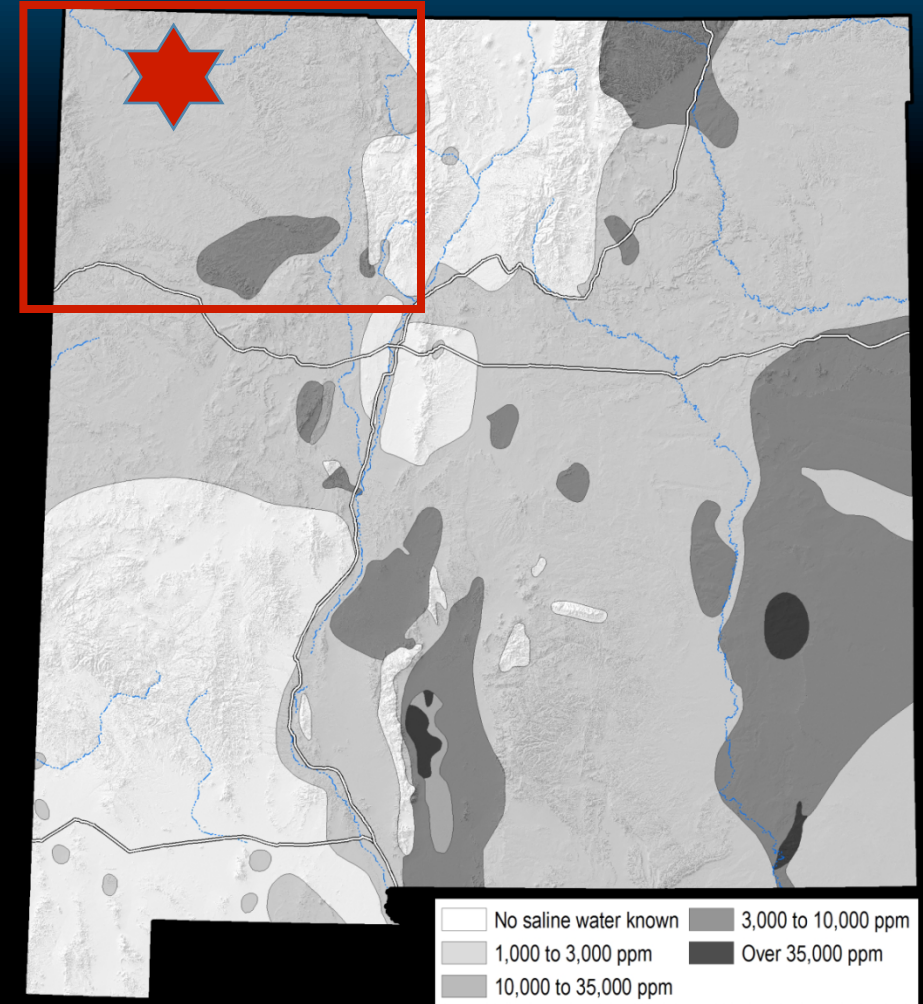 No saline water known
1,000 to 3,000 ppm
10,000 to 35,000 ppm
3,000 to 10,000 ppm
Over 35,000 ppm